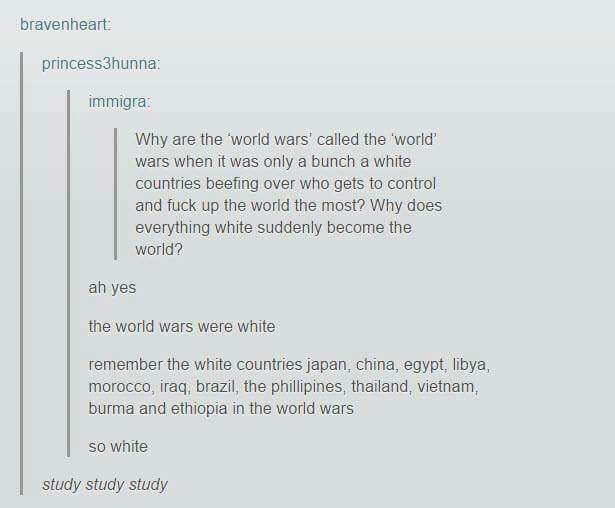 bravenheart:
princess3hunna:
immigra:
Why are the ‘world wars’ called the ‘world’
wars when it was only a bunch a white
countries beefing over who gets to control
and fuck up the world the most? Why does
everything white suddenly become the
world?
ah yes
the world wars were white
remember the white countries japan, china, egypt, libya,
morocco, iraq, brazil, the phillipines, thailand, vietnam,
burma and ethiopia in the world wars
so white
study study study